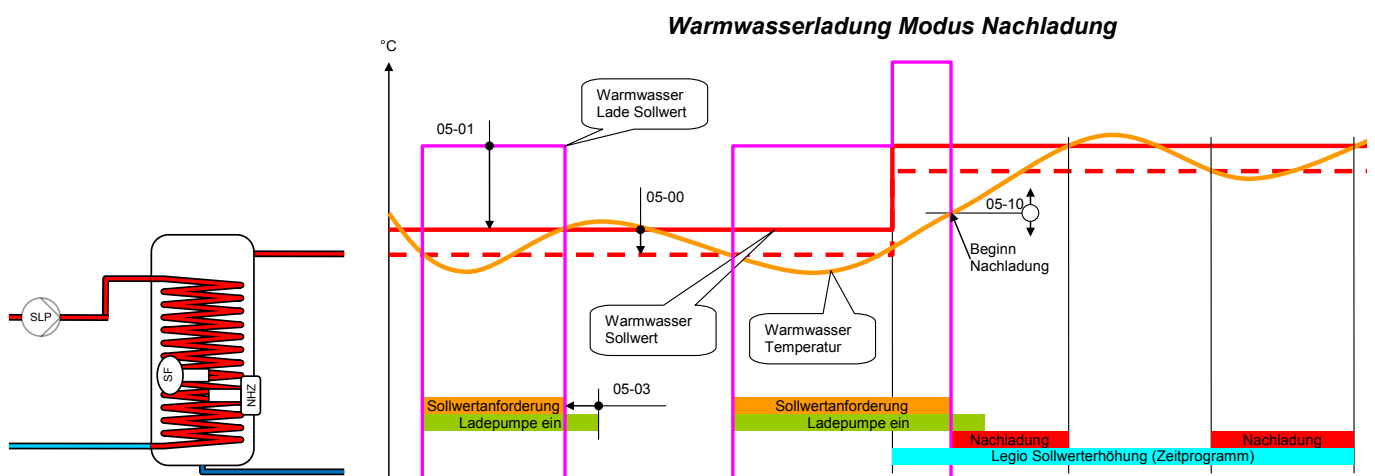 Warmwasserladung Modus Nachladung
°C
Warmwasser
Lade Sollwert
05-01
05-00
05-10
Beginn
Nachladung
Warmwasser
Sollwert
Warmwasser
Temperatur
SLP
SF
NHZ
05-03
Sollwertanforderung
Ladepumpe ein
Sollwertanforderung
Ladepumpe ein
Nachladung
Nachladung
Legio Sollwerterhöhung (Zeitprogramm)